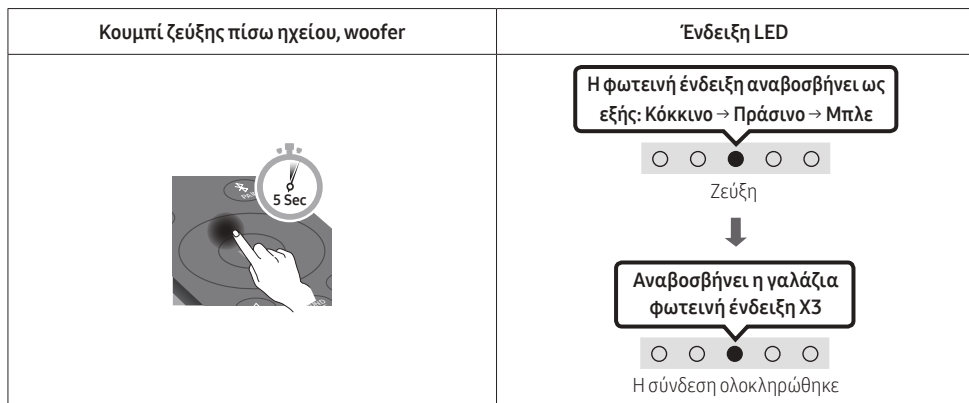 Κουμπί ζεύξης πίσω ηχείου, woofer
Ένδειξη LED
5 Sec
Η φωτεινή ένδειξη αναβοσβήνει ως
εξής: Κόκκινο → Πράσινο → Μπλε
Ζεύξη
Αναβοσβήνει η γαλάζια
φωτεινή ένδειξη X3
Η σύνδεση ολοκληρώθηκε